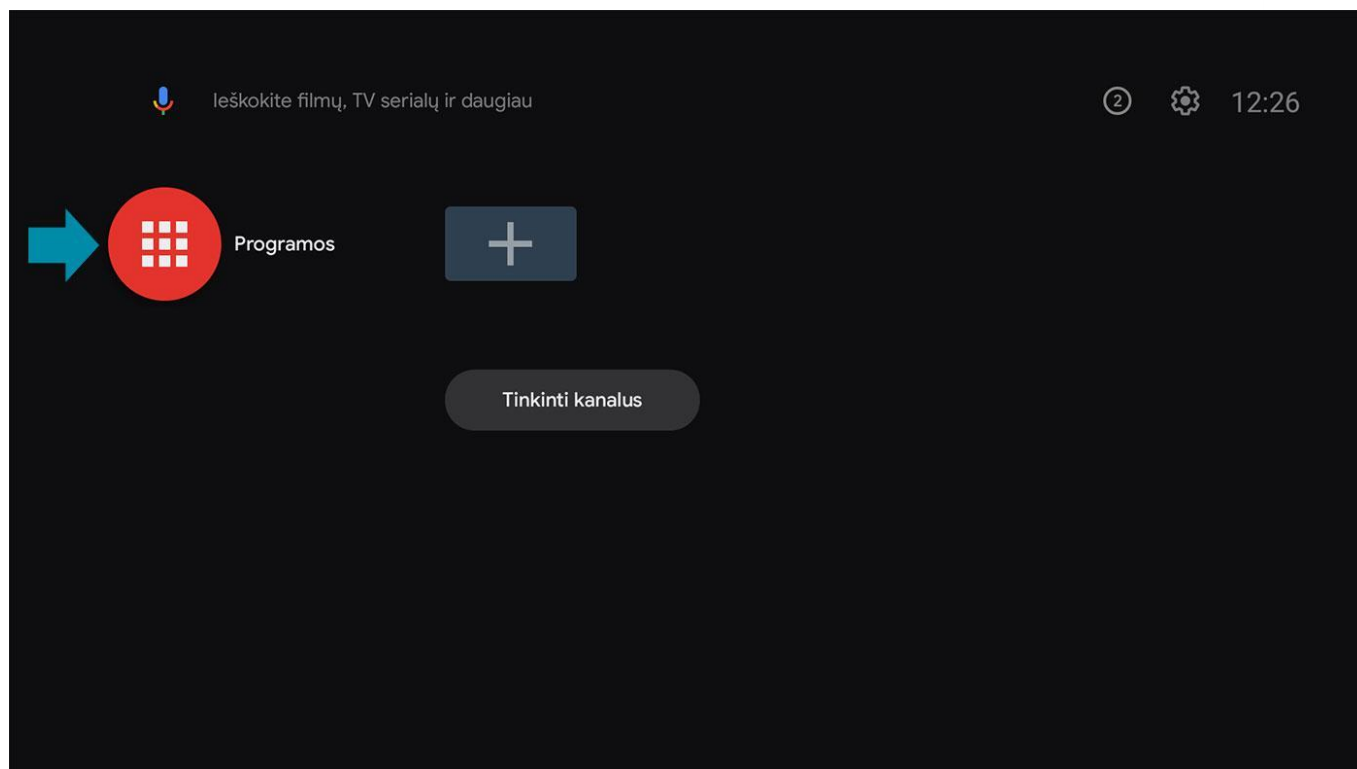 Ieškokite filmų, TV serialų ir daugiau
2
12:26
Programos
Tinkinti kanalus